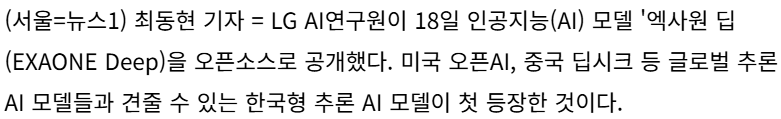 (서울=뉴스1) 최동현 기자 = LG AI연구원이 18일 인공지능(AI) 모델 '엑사원 딥
(EXAONE Deep)을 오픈소스로 공개했다. 미국 오픈AI, 중국 딥시크 등 글로벌 추론
AI 모델들과 견줄 수 있는 한국형 추론 AI 모델이 첫 등장한 것이다.